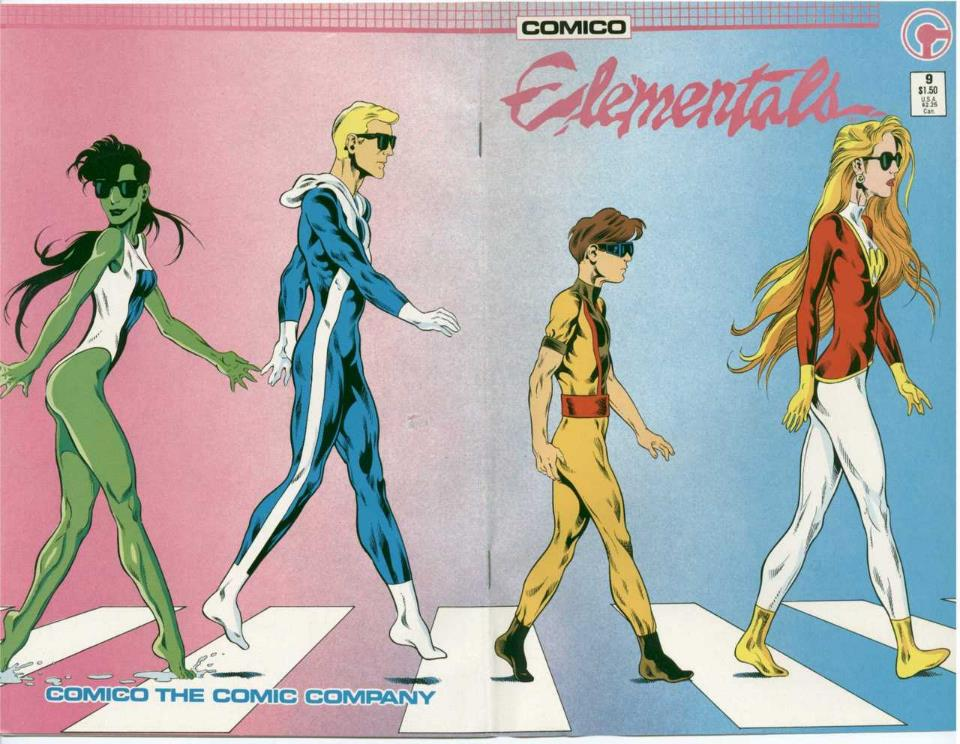 COMICO
Elementals
9
$1.50
U.S.A.
$2.25
Can.
COMICO THE COMIC COMPANY